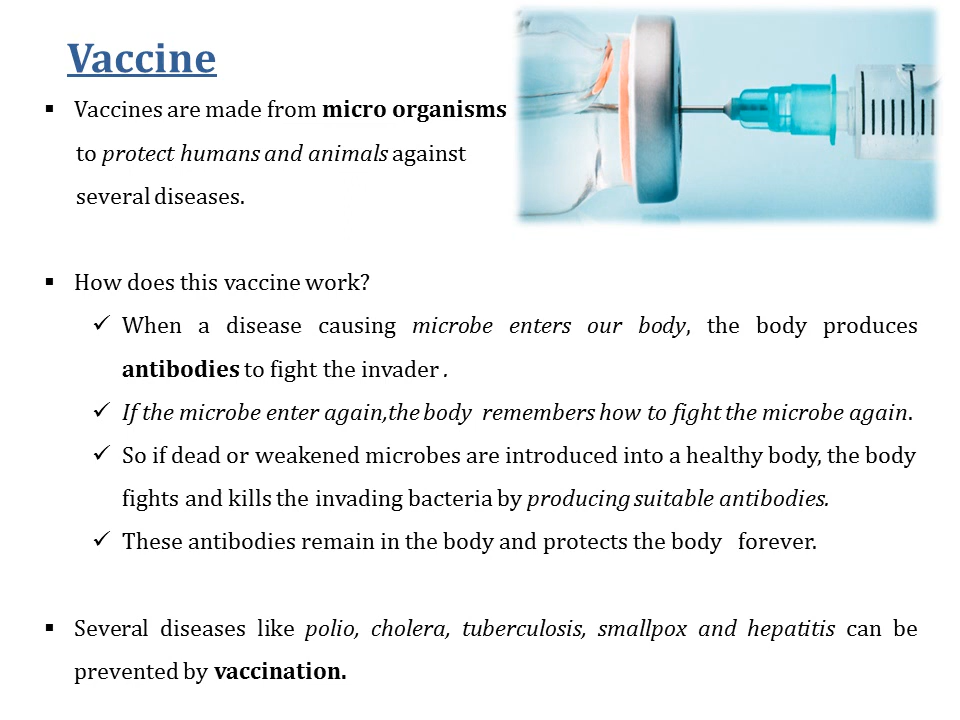 Vaccine
▪ Vaccines are made from micro organisms
to protect humans and animals against
several diseases.
▪ How does this vaccine work?
✓ When a disease causing microbe enters our body, the body produces
antibodies to fight the invader .
✓ If the microbe enter again,the body remembers how to fight the microbe again.
✓ So if dead or weakened microbes are introduced into a healthy body, the body
fights and kills the invading bacteria by producing suitable antibodies.
✓ These antibodies remain in the body and protects the body forever.
▪ Several diseases like polio, cholera, tuberculosis, smallpox and hepatitis can be
prevented by vaccination.